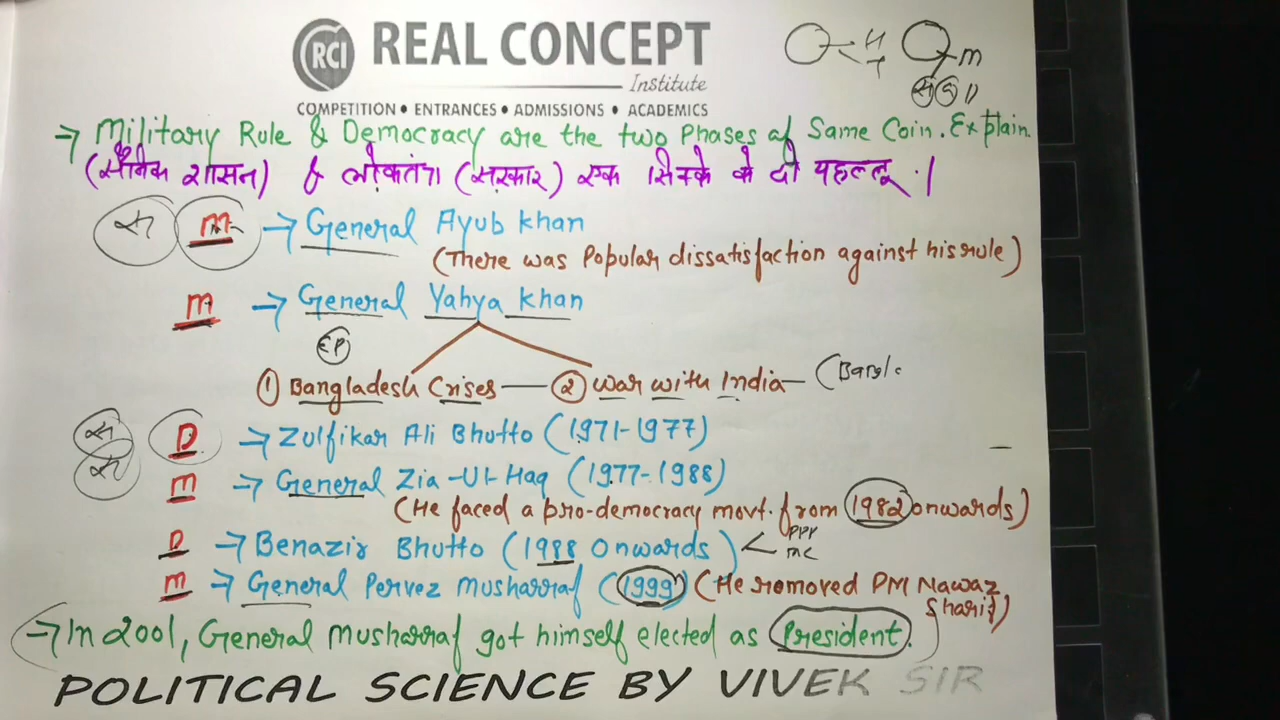 RCI REAL CONCEPT
Institute
COMPETITION • ENTRANCES • ADMISSIONS • ACADEMICS
→ Military Rule & Democracy are the two Phases of Same Coin. Explain
(सैनिक शासन) & लोकतंत्र (सरकार) एक सिक्के के दो पहल्लू.।
M → General Ayub Khan
(There was Popular dissatisfaction against his rule)
M → General Yahya Khan
EP
① Bangladesh Crises — ② War with India — (Bangl
D → Zulfikar Ali Bhutto (1971-1977)
M → General Zia-Ul-Haq (1977-1988)
(He faced a pro-democracy movt. from 1982 onwards)
D → Benazir Bhutto (1988 Onwards) < PPP
ML
M → General Pervez Musharraf (1999) (He removed PM Nawaz
Sharif)
→ In 2001, General Musharraf got himself elected as President.
POLITICAL SCIENCE BY VIVEK SIR